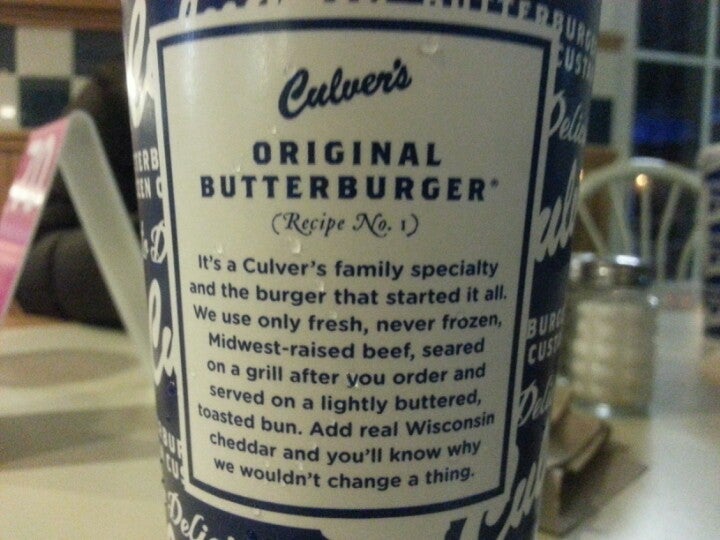 Culver's
ORIGINAL
BUTTERBURGER®
(Recipe No. 1)
It's a Culver's family specialty
and the burger that started it all.
We use only fresh, never frozen,
Midwest-raised beef, seared
on a grill after you order and
served on a lightly buttered,
toasted bun. Add real Wisconsin
cheddar and you'll know why
we wouldn't change a thing.